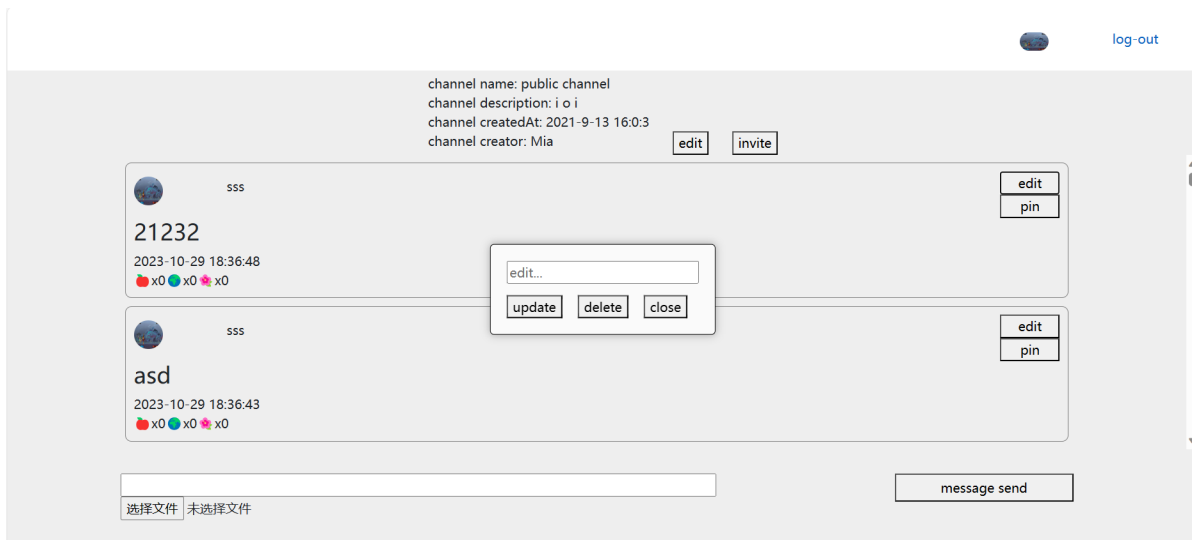 log-out
channel name: public channel
channel description: i o i
channel createdAt: 2021-9-13 16:0:3
channel creator: Mia
edit invite
sss
edit
pin
21232
2023-10-29 18:36:48
🍎x0🌍x0🌺x0
edit...
update delete close
sss
edit
pin
asd
2023-10-29 18:36:43
🍎x0🌍x0🌺x0
message send
选择文件 未选择文件